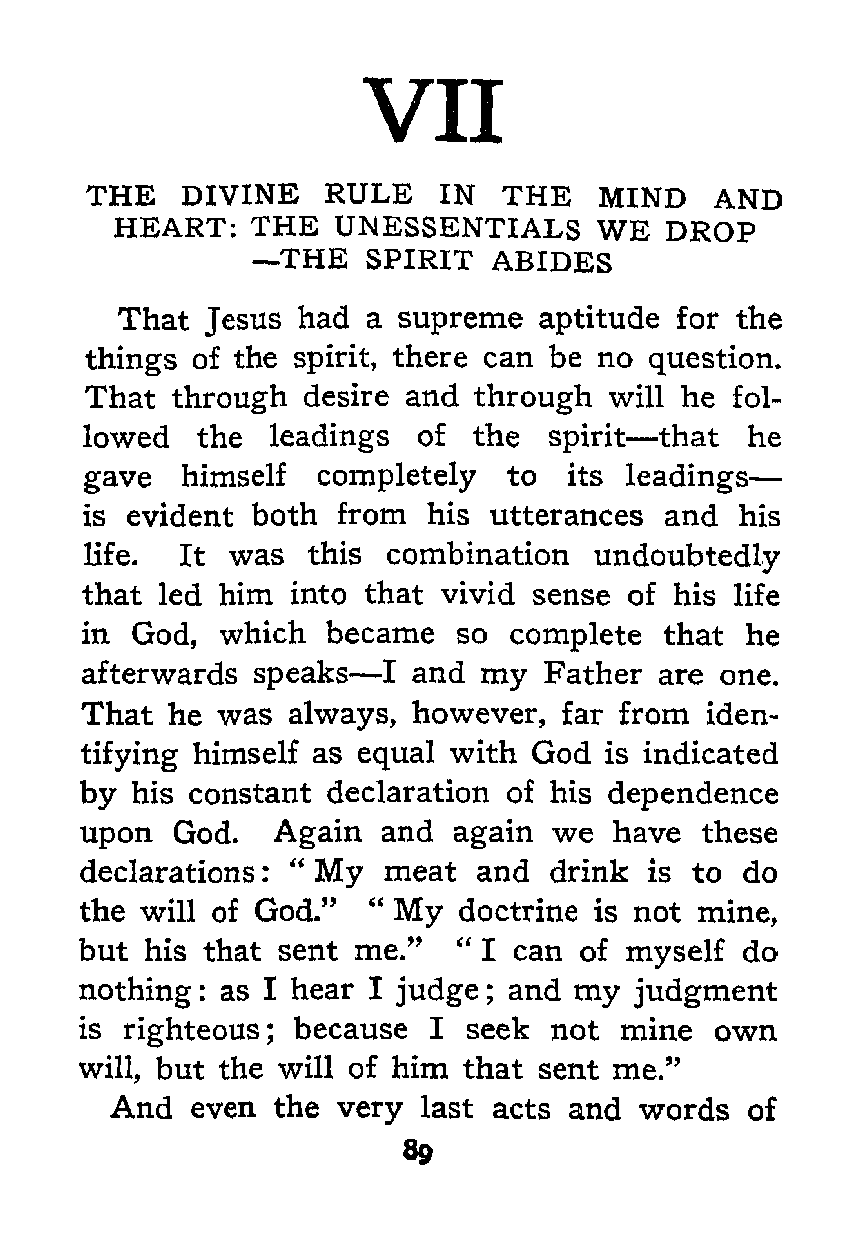 VII
THE DIVINE RULE IN THE MIND AND
HEART: THE UNESSENTIALS WE DROP
—THE SPIRIT ABIDES
That Jesus had a supreme aptitude for the
things of the spirit, there can be no question.
That through desire and through will he fol-
lowed the leadings of the spirit—that he
gave himself completely to its leadings—
is evident both from his utterances and his
life. It was this combination undoubtedly
that led him into that vivid sense of his life
in God, which became so complete that he
afterwards speaks—I and my Father are one.
That he was always, however, far from iden-
tifying himself as equal with God is indicated
by his constant declaration of his dependence
upon God. Again and again we have these
declarations: “ My meat and drink is to do
the will of God.” “ My doctrine is not mine,
but his that sent me.” “ I can of myself do
nothing: as I hear I judge; and my judgment
is righteous; because I seek not mine own
will, but the will of him that sent me.”
And even the very last acts and words of
89